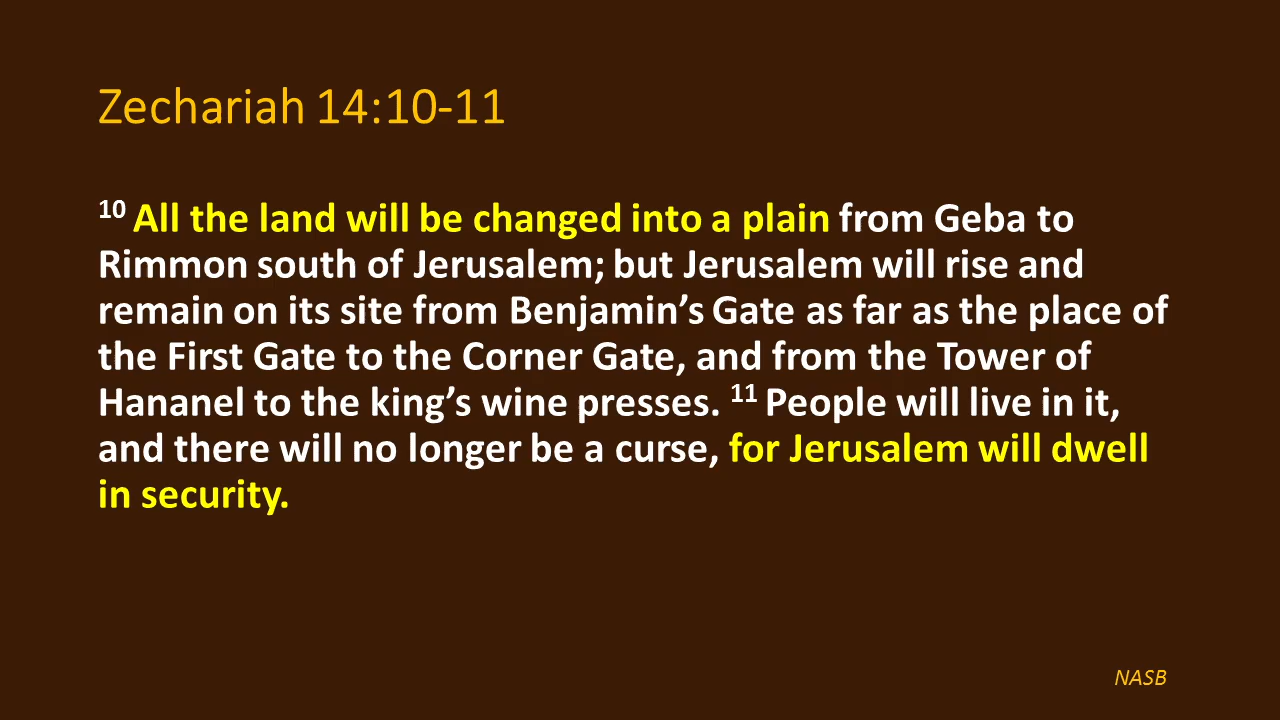 Zechariah 14:10-11
10 All the land will be changed into a plain from Geba to
Rimmon south of Jerusalem; but Jerusalem will rise and
remain on its site from Benjamin’s Gate as far as the place of
the First Gate to the Corner Gate, and from the Tower of
Hananel to the king’s wine presses. 11 People will live in it,
and there will no longer be a curse, for Jerusalem will dwell
in security.
NASB